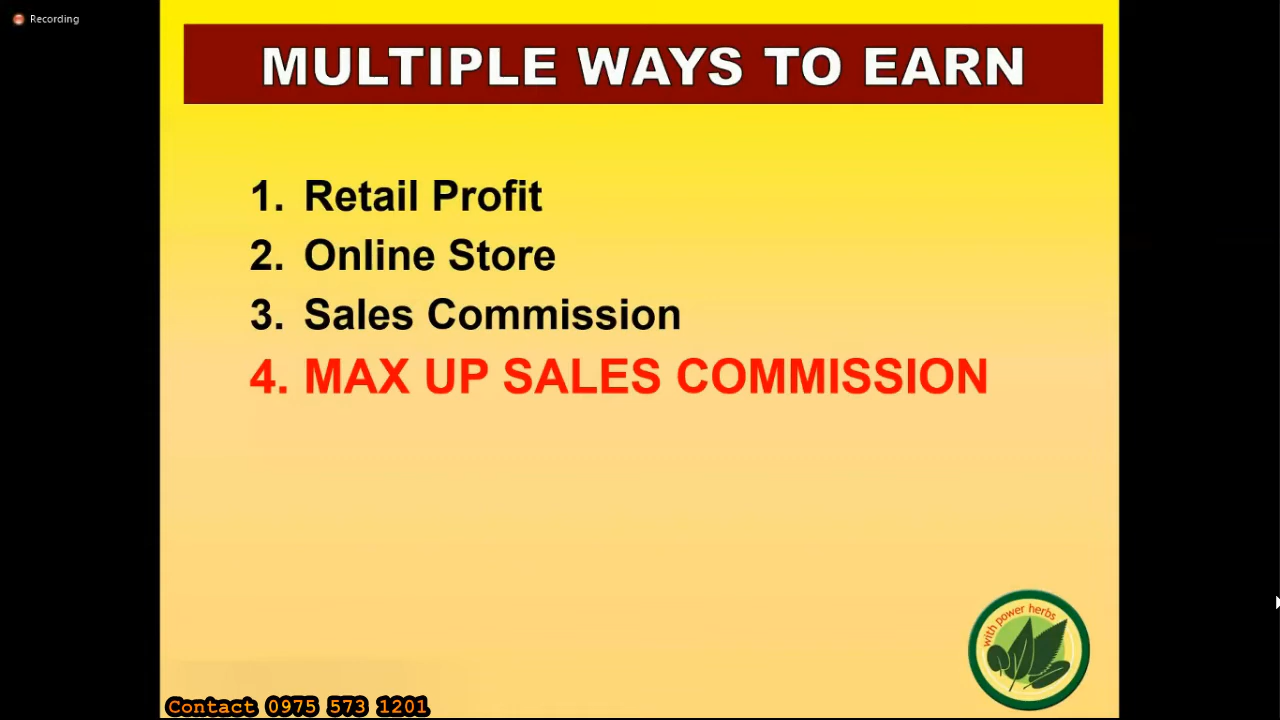 Recording
MULTIPLE WAYS TO EARN
1. Retail Profit
2. Online Store
3. Sales Commission
4. MAX UP SALES COMMISSION
with power herbs
Contact 0975 573 1201